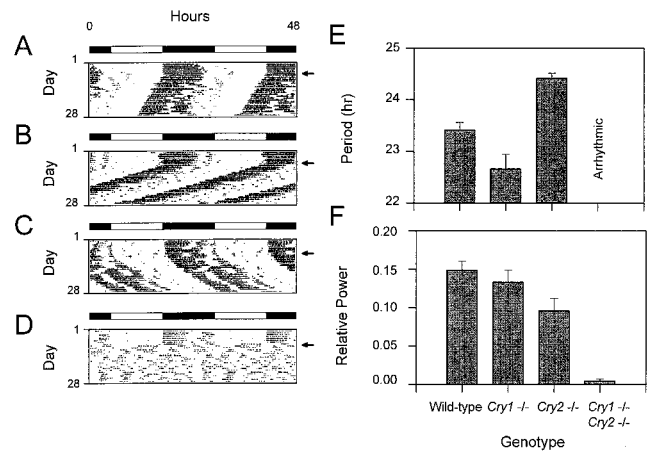 Hours
0 48
A
1
Day
28
B
1
Day
28
C
1
Day
28
D
1
Day
28
E
25
24
23
22
Period (hr)
Arrhythmic
F
0.20
0.15
0.10
0.05
0.00
Relative Power
Wild-type Cry1 -/- Cry2 -/- Cry1 -/-
Cry2 -/-
Genotype